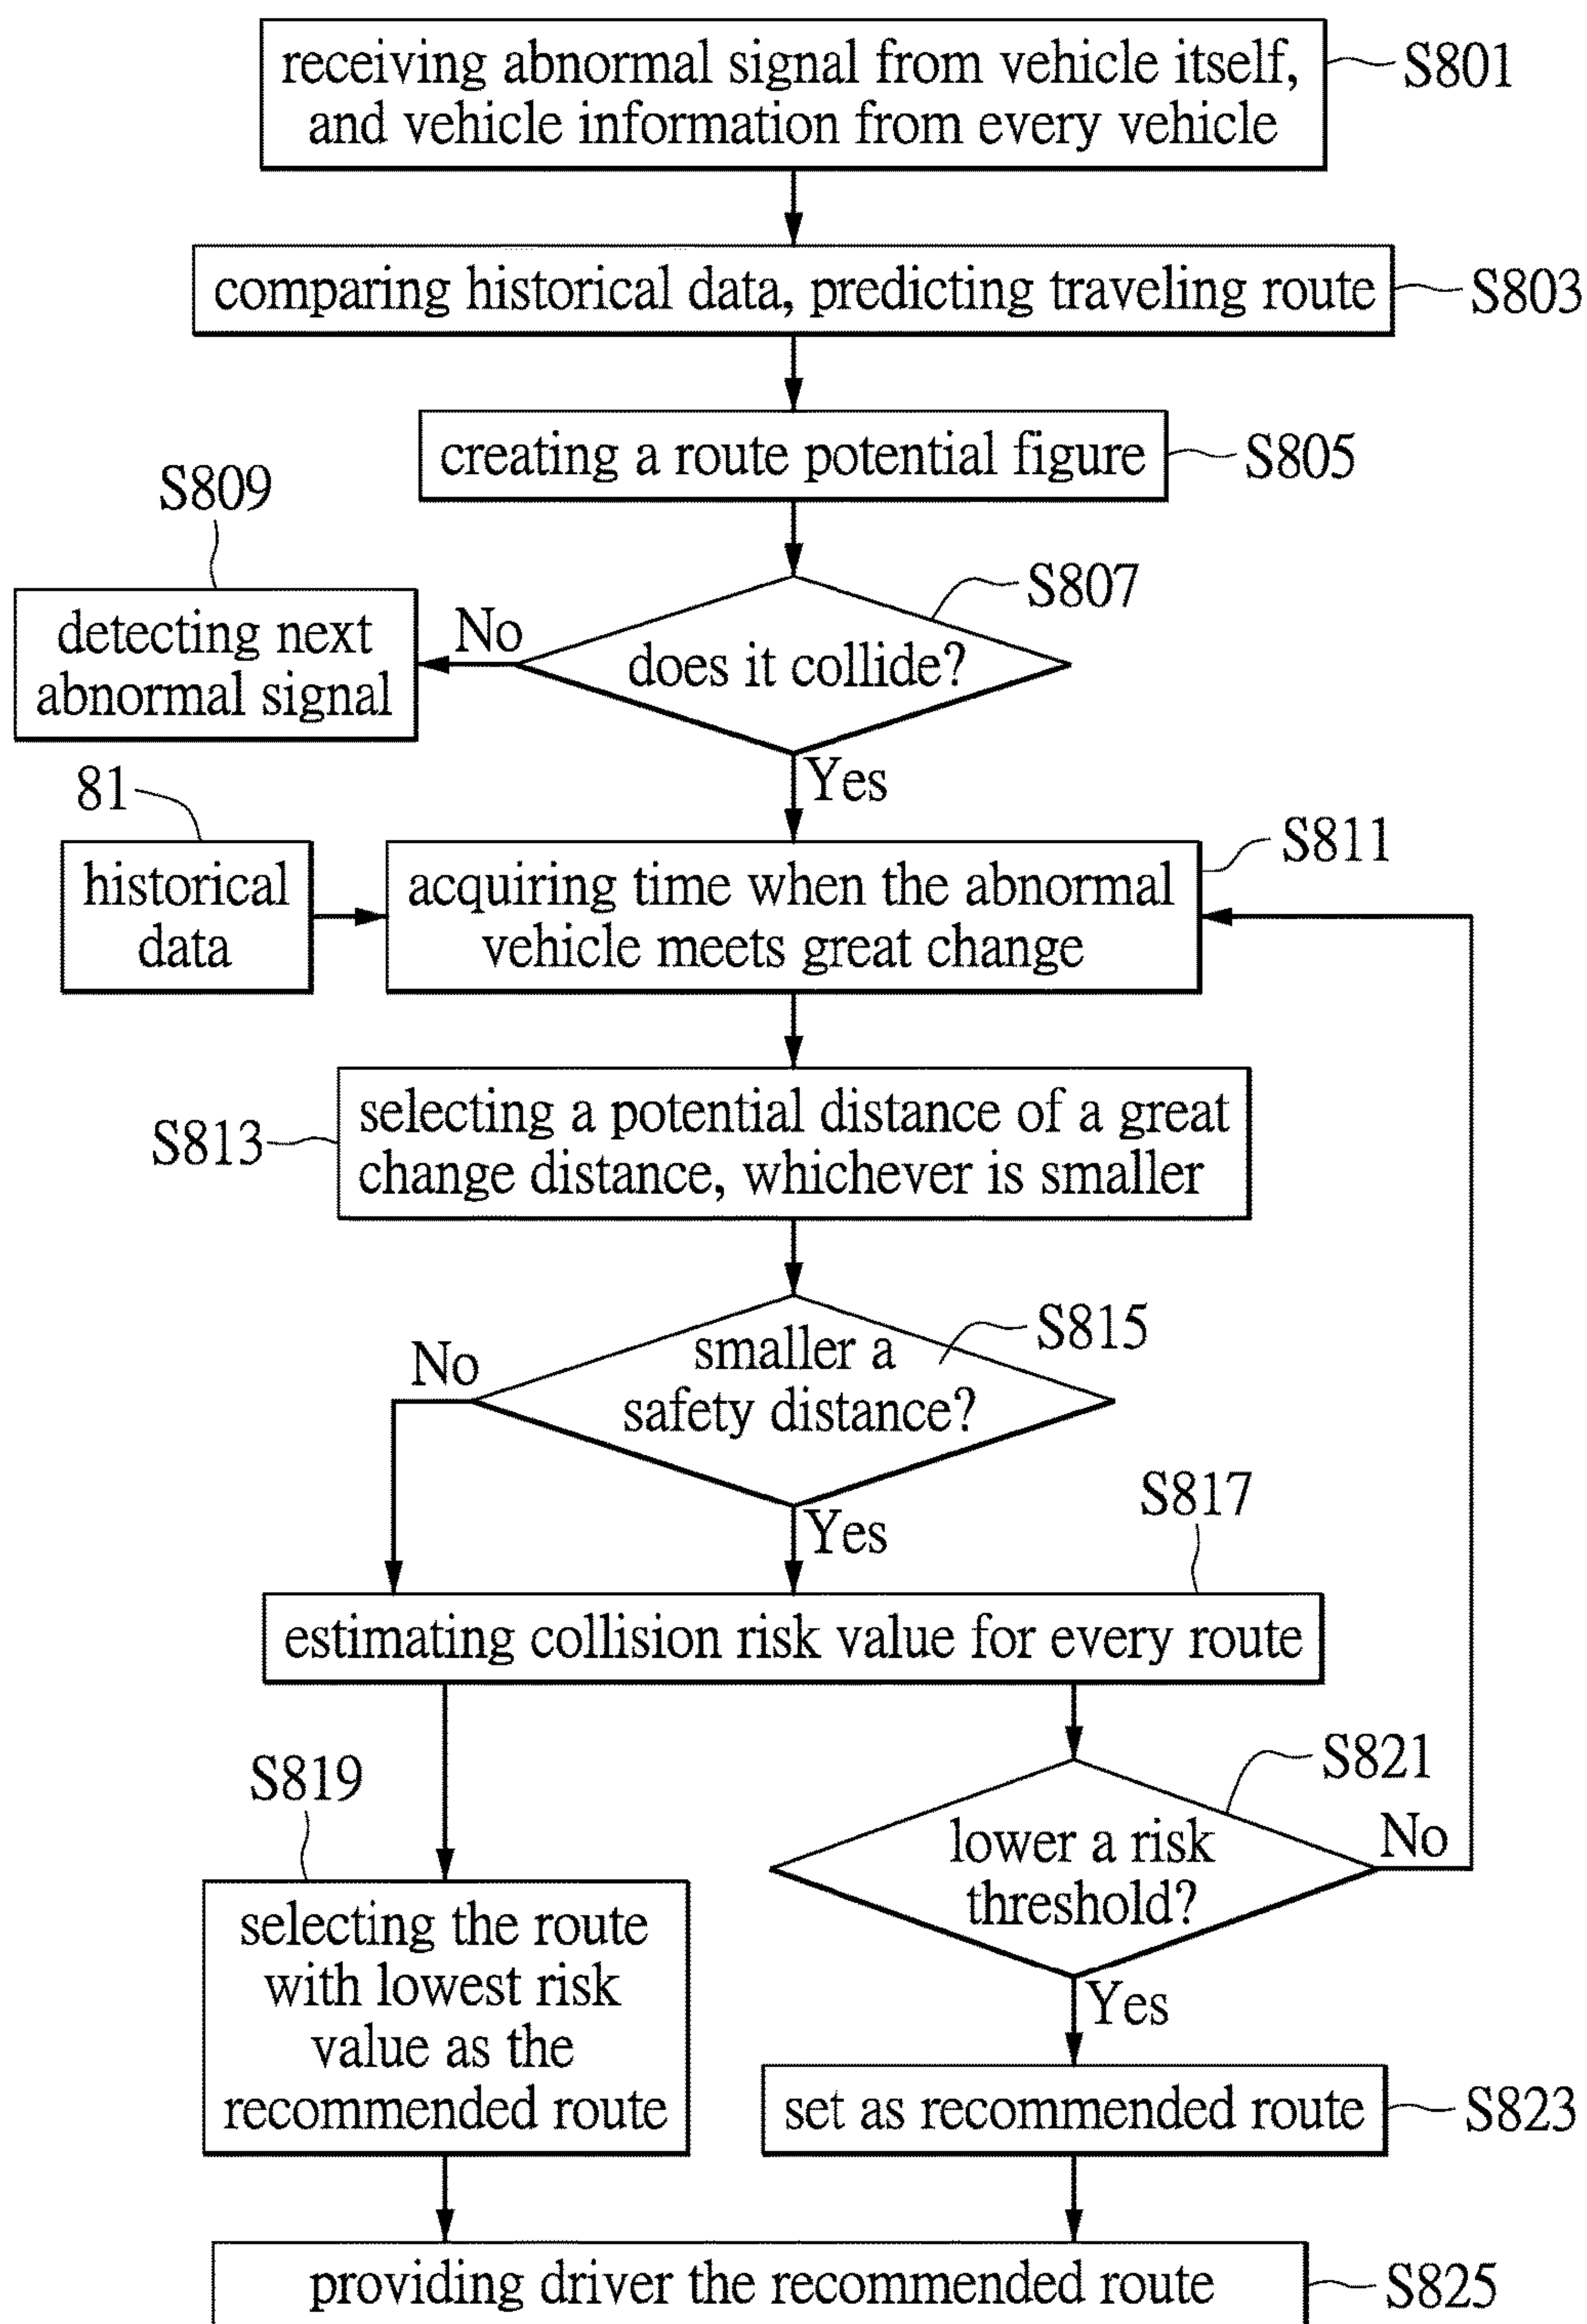 receiving abnormal signal from vehicle itself,
and vehicle information from every vehicle
S801
comparing historical data, predicting traveling route
S803
creating a route potential figure
S805
S809
detecting next
abnormal signal
No
does it collide?
S807
Yes
81
historical
data
acquiring time when the abnormal
vehicle meets great change
S811
S813
selecting a potential distance of a great
change distance, whichever is smaller
No
smaller a
safety distance?
S815
Yes
S817
estimating collision risk value for every route
S819
selecting the route
with lowest risk
value as the
recommended route
S821
lower a risk
threshold?
No
Yes
set as recommended route
S823
providing driver the recommended route
S825